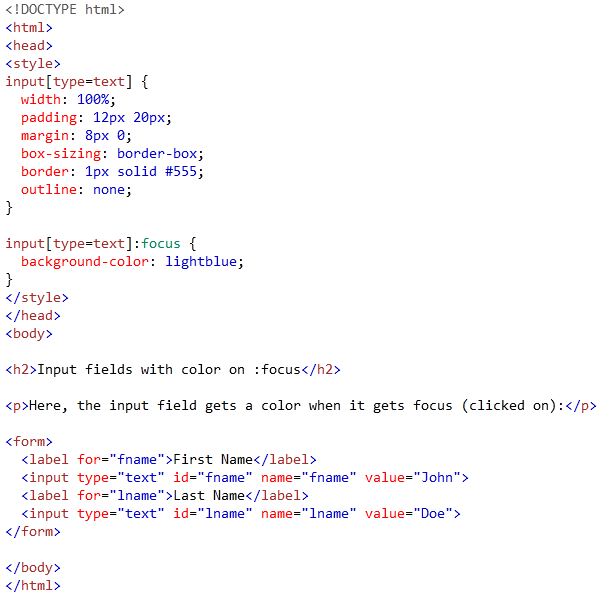 <!DOCTYPE html>
<html>
<head>
<style>
input[type=text] {
  width: 100%;
  padding: 12px 20px;
  margin: 8px 0;
  box-sizing: border-box;
  border: 1px solid #555;
  outline: none;
}

input[type=text]:focus {
  background-color: lightblue;
}
</style>
</head>
<body>

<h2>Input fields with color on :focus</h2>

<p>Here, the input field gets a color when it gets focus (clicked on):</p>

<form>
  <label for="fname">First Name</label>
  <input type="text" id="fname" name="fname" value="John">
  <label for="lname">Last Name</label>
  <input type="text" id="lname" name="lname" value="Doe">
</form>

</body>
</html>